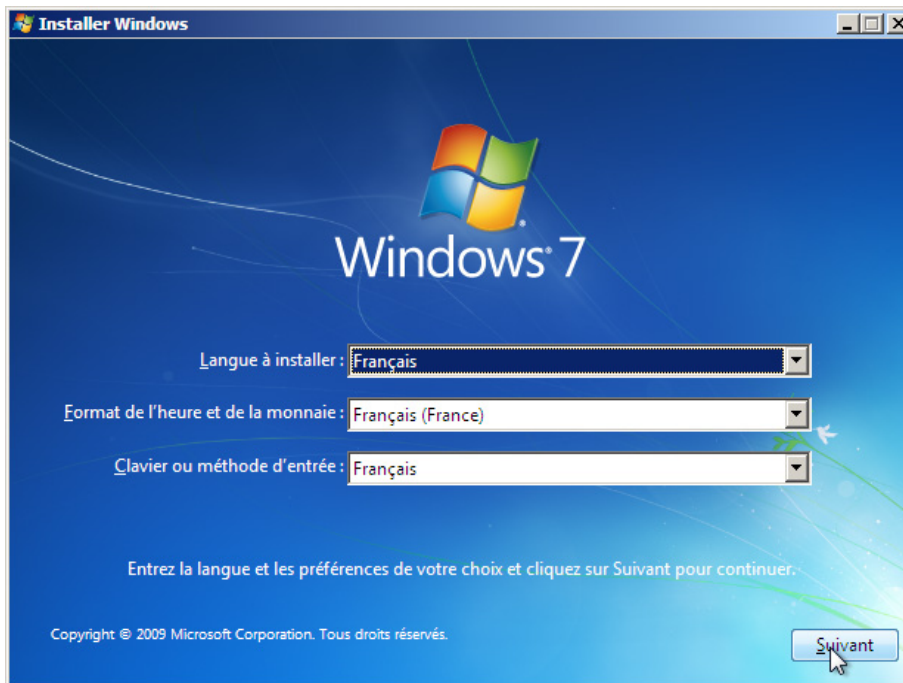 Installer Windows
Windows® 7
Langue à installer : Français
Format de l'heure et de la monnaie : Français (France)
Clavier ou méthode d'entrée : Français
Entrez la langue et les préférences de votre choix et cliquez sur Suivant pour continuer.
Copyright © 2009 Microsoft Corporation. Tous droits réservés.
Suivant